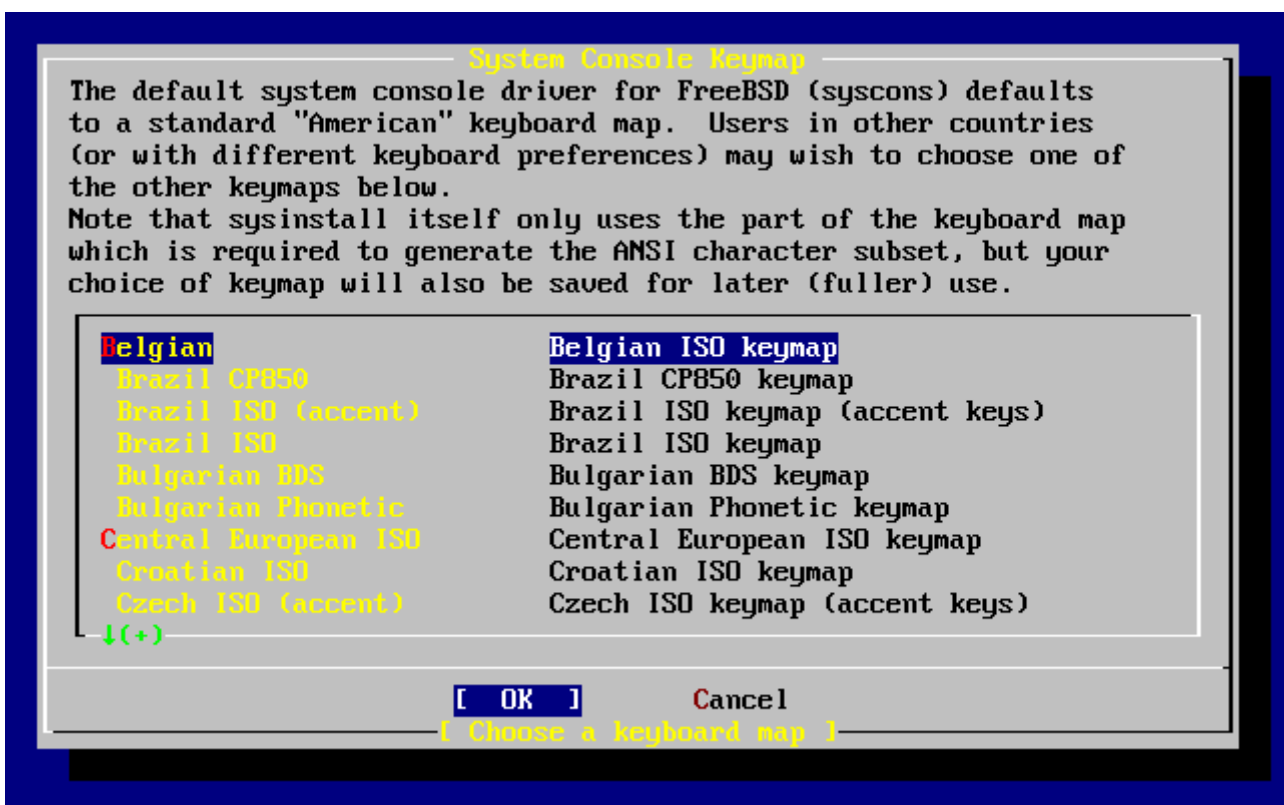 System Console Keymap
The default system console driver for FreeBSD (syscons) defaults
to a standard "American" keyboard map.  Users in other countries
(or with different keyboard preferences) may wish to choose one of
the other keymaps below.
Note that sysinstall itself only uses the part of the keyboard map
which is required to generate the ANSI character subset, but your
choice of keymap will also be saved for later (fuller) use.
Belgian Belgian ISO keymap
Brazil CP850 Brazil CP850 keymap
Brazil ISO (accent) Brazil ISO keymap (accent keys)
Brazil ISO Brazil ISO keymap
Bulgarian BDS Bulgarian BDS keymap
Bulgarian Phonetic Bulgarian Phonetic keymap
Central European ISO Central European ISO keymap
Croatian ISO Croatian ISO keymap
Czech ISO (accent) Czech ISO keymap (accent keys)
↓(+)
[ OK ] Cancel
[ Choose a keyboard map ]